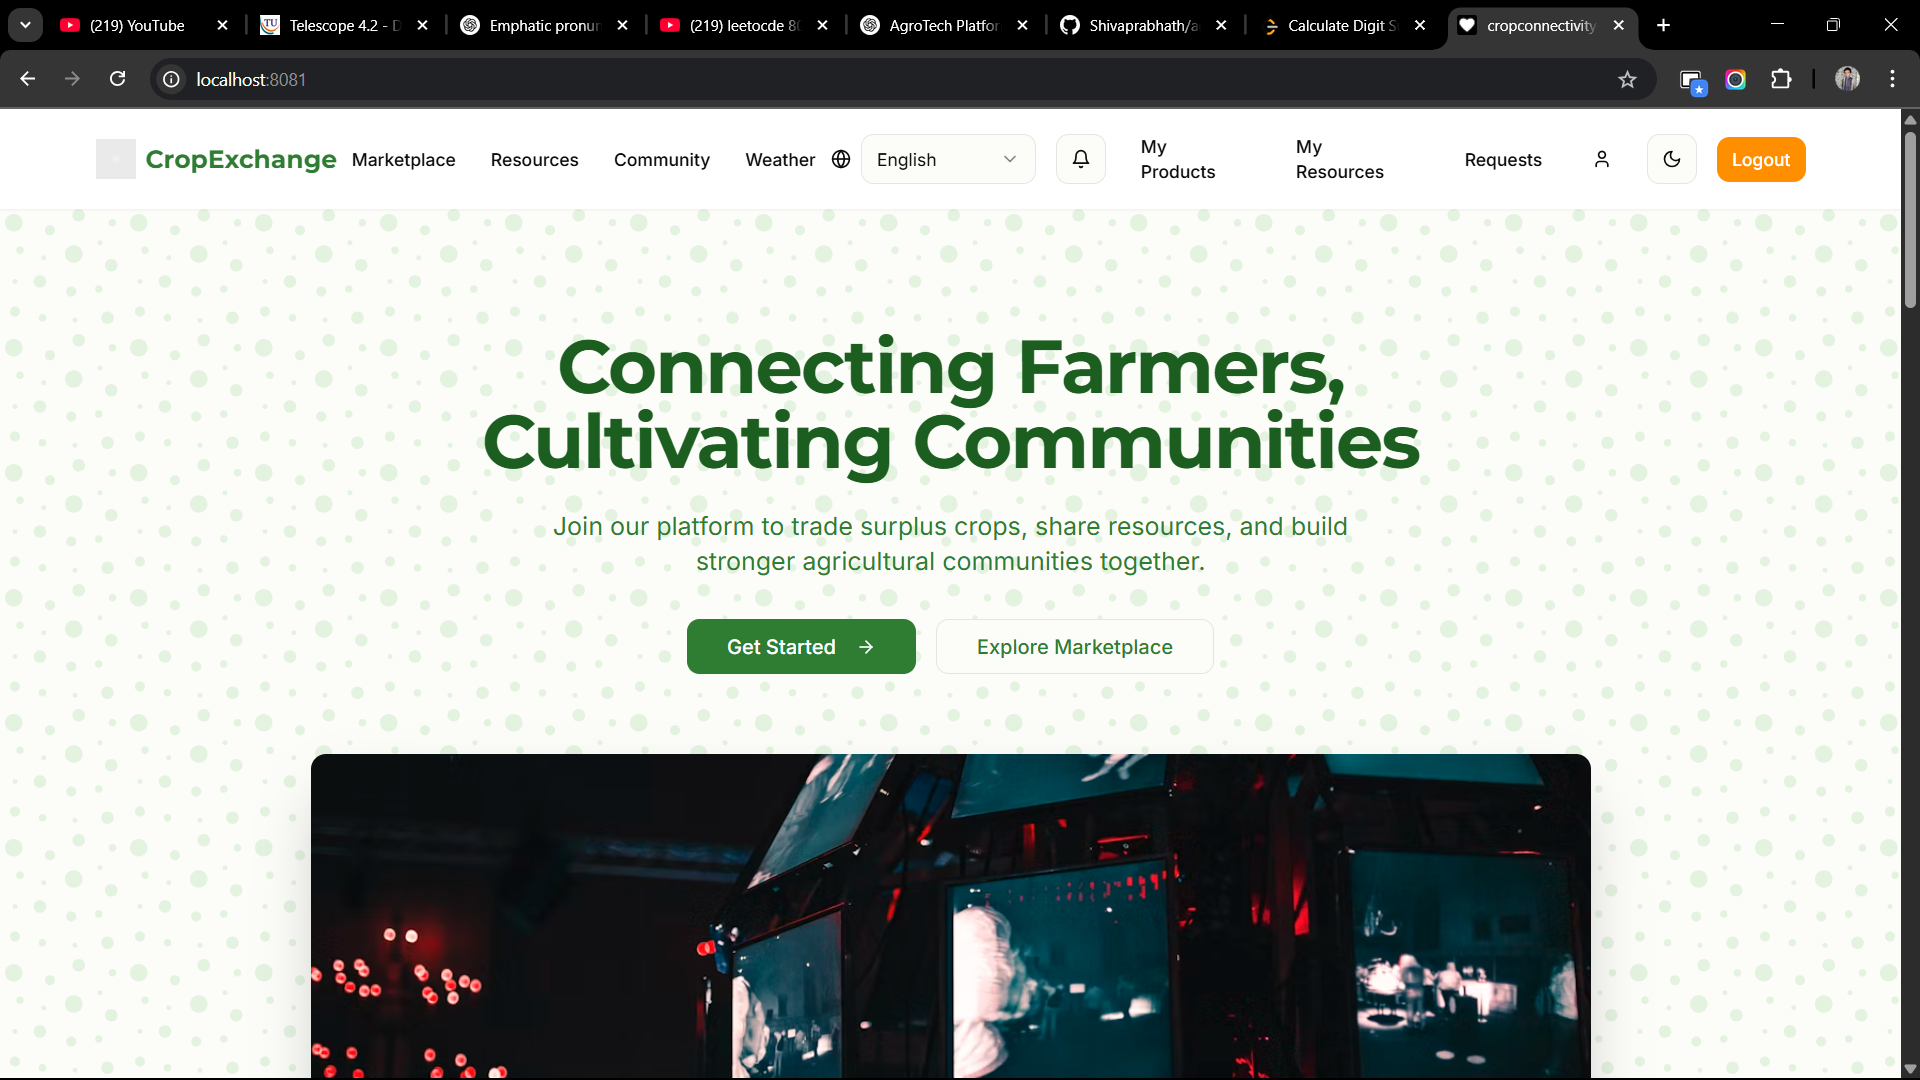 (219) YouTube
Telescope 4.2 - D
Emphatic pronun
(219) leetocde 80
AgroTech Platfor
Shivaprabhath/a
Calculate Digit S
cropconnectivity
localhost:8081
CropExchange
Marketplace
Resources
Community
Weather
English
My
Products
My
Resources
Requests
Logout
Connecting Farmers,
Cultivating Communities
Join our platform to trade surplus crops, share resources, and build
stronger agricultural communities together.
Get Started
Explore Marketplace